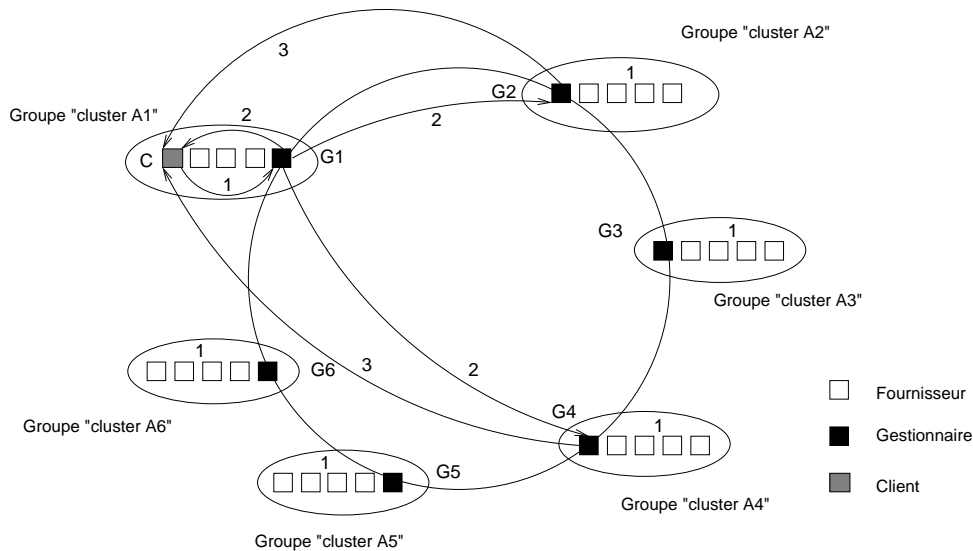 Groupe "cluster A2"
3
1
G2
Groupe "cluster A1"
2
2
C
G1
1
G3
1
Groupe "cluster A3"
1
G6
3
2
G4
Fournisseur
Groupe "cluster A6"
1
Gestionnaire
1
G5
Client
Groupe "cluster A4"
Groupe "cluster A5"